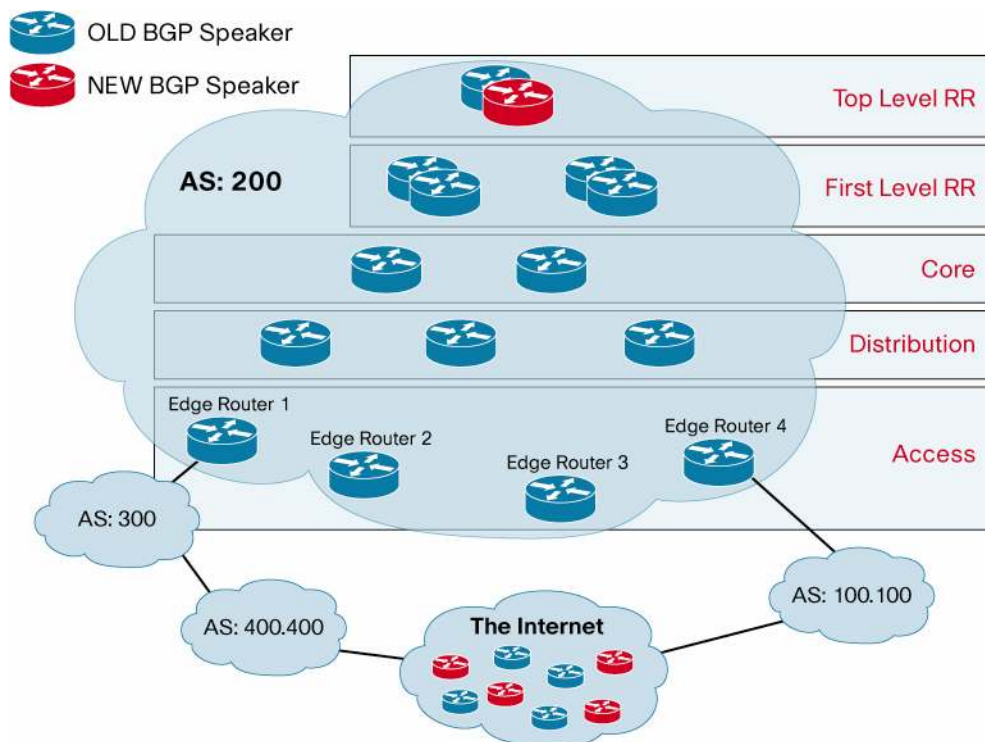 OLD BGP Speaker
NEW BGP Speaker
Top Level RR
AS: 200
First Level RR
Core
Distribution
Edge Router 1
Edge Router 2
Edge Router 3
Edge Router 4
Access
AS: 300
AS: 400.400
The Internet
AS: 100.100